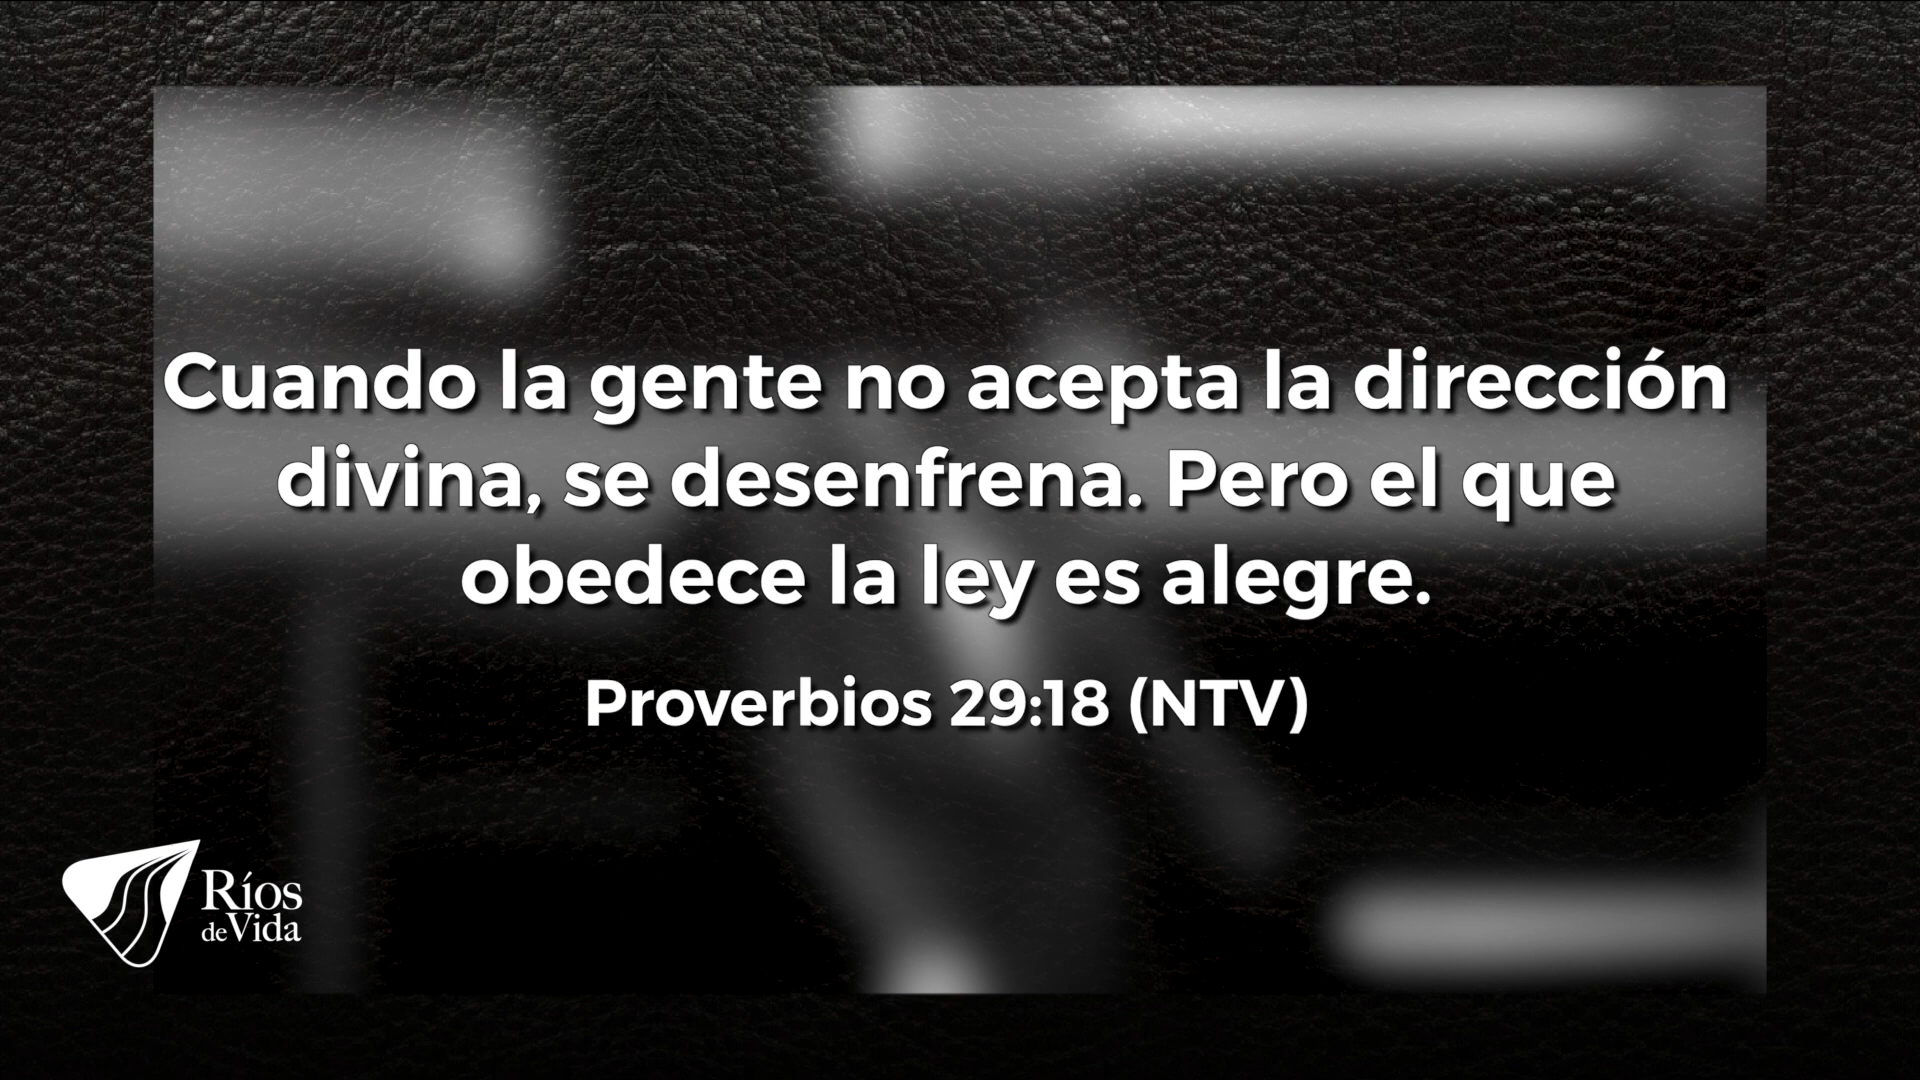 Cuando la gente no acepta la dirección
divina, se desenfrena. Pero el que
obedece la ley es alegre.
Proverbios 29:18 (NTV)
Ríos
de Vida